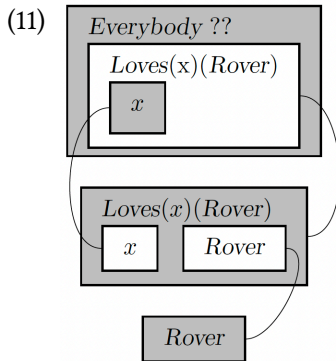 (11)
Everybody ??
Loves(x)(Rover)
x
Loves(x)(Rover)
x Rover
Rover